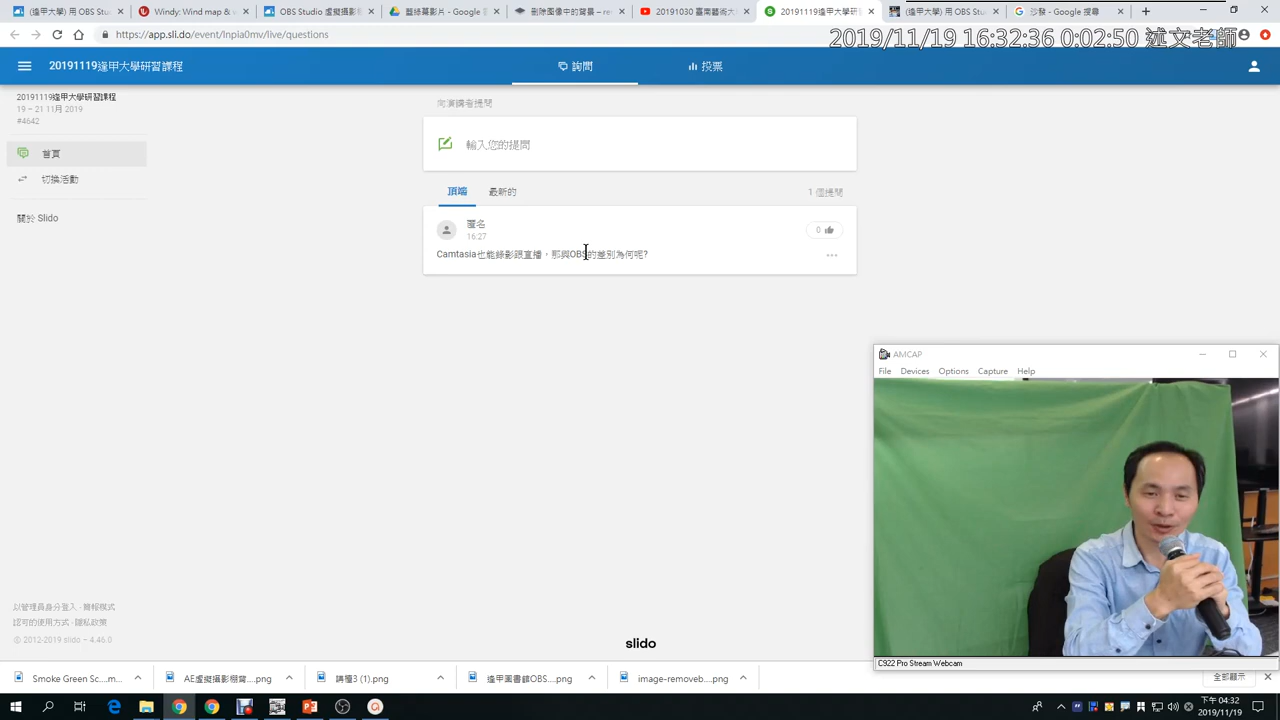 (逢甲大學) 用 OBS Stu
Windy: Wind map & w
OBS Studio 虛擬攝影棚
藍綠幕影片 - Google 雲
刪除圖像中的背景 – rem
20191030 臺南藝術大
20191119逢甲大學研習
(逢甲大學) 用 OBS Stu
沙發 - Google 搜尋
https://app.sli.do/event/lnpia0mv/live/questions
2019/11/19 16:32:36 0:02:50 述文老師
20191119逢甲大學研習課程
詢問
投票
20191119逢甲大學研習課程
19 – 21 11月 2019
#4642
首頁
切換活動
關於 Slido
向演講者提問
輸入您的提問
頂端
最新的
1 個提問
匿名
16:27
0
Camtasia也能錄影跟直播，那與OBS的差別為何呢?
AMCAP
File Devices Options Capture Help
C922 Pro Stream Webcam
以管理員身分登入 - 簡報模式
認可的使用方式 - 隱私政策
© 2012-2019 slido – 4.46.0
slido
Smoke Green Sc....m...
AE虛擬攝影棚背....png
講檯3 (1).png
逢甲圖書館OBS....png
image-removeb....png
全部顯示
下午 04:32
2019/11/19